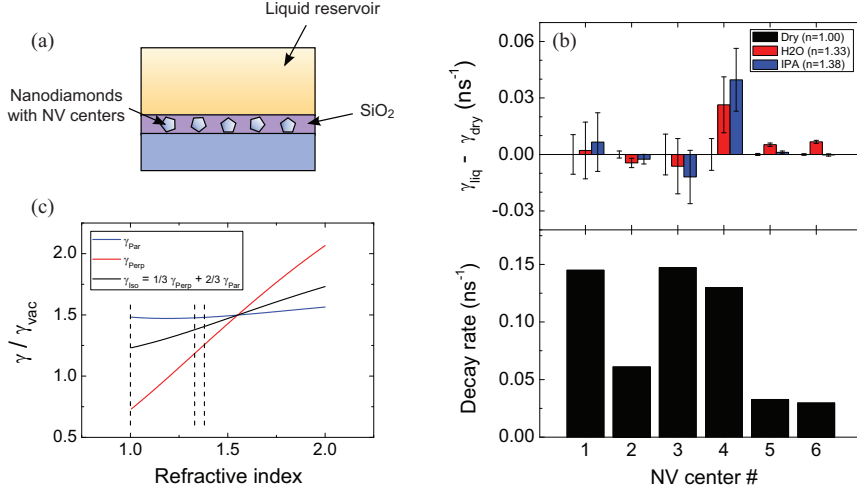 (a)
Liquid reservoir
Nanodiamonds
with NV centers
SiO2
(b)
Dry (n=1.00)
H2O (n=1.33)
IPA (n=1.38)
γliq - γdry (ns-1)
0.06
0.03
0.00
-0.03
Decay rate (ns-1)
0.15
0.10
0.05
0.00
1 2 3 4 5 6
NV center #
(c)
γPar
γPerp
γIso = 1/3 γPerp + 2/3 γPar
γ / γvac
2.0
1.5
1.0
0.5
1.0 1.5 2.0
Refractive index